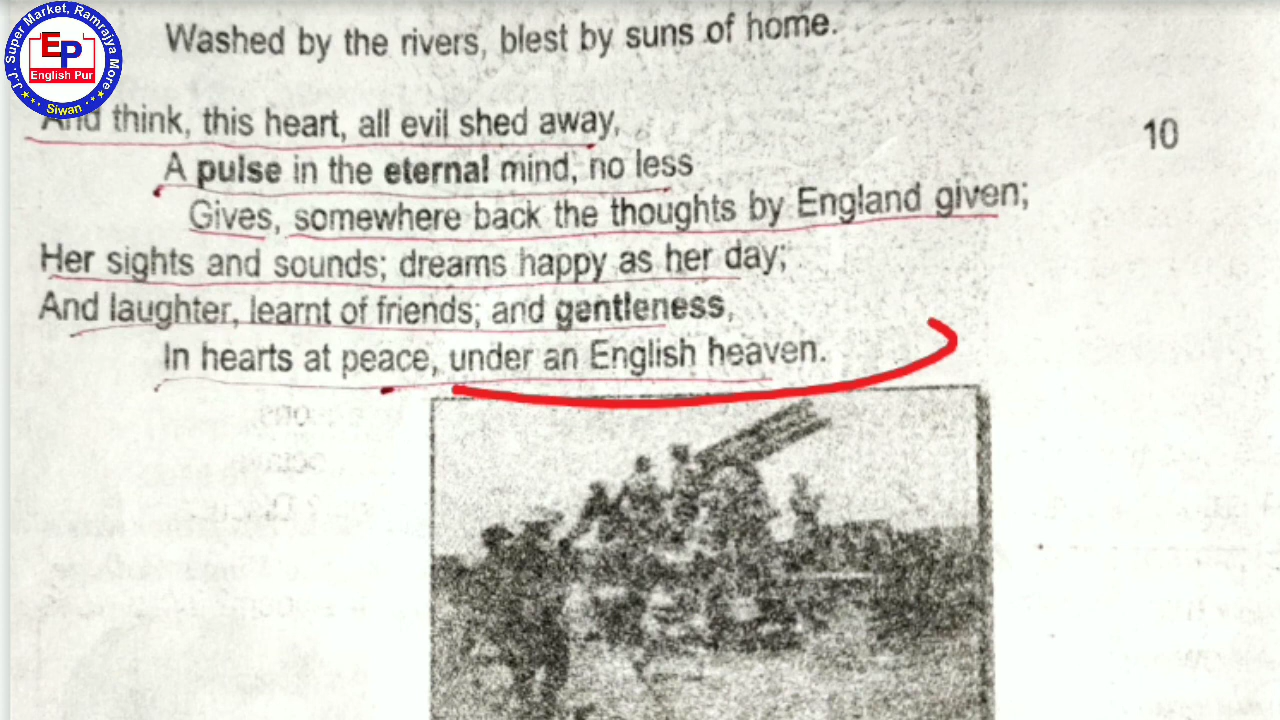 J.J. Super Market, Ramrajya More
EP
English Pur
Siwan
Washed by the rivers, blest by suns of home.
And think, this heart, all evil shed away,
10
A pulse in the eternal mind, no less
Gives, somewhere back the thoughts by England given;
Her sights and sounds; dreams happy as her day;
And laughter, learnt of friends; and gentleness,
In hearts at peace, under an English heaven.